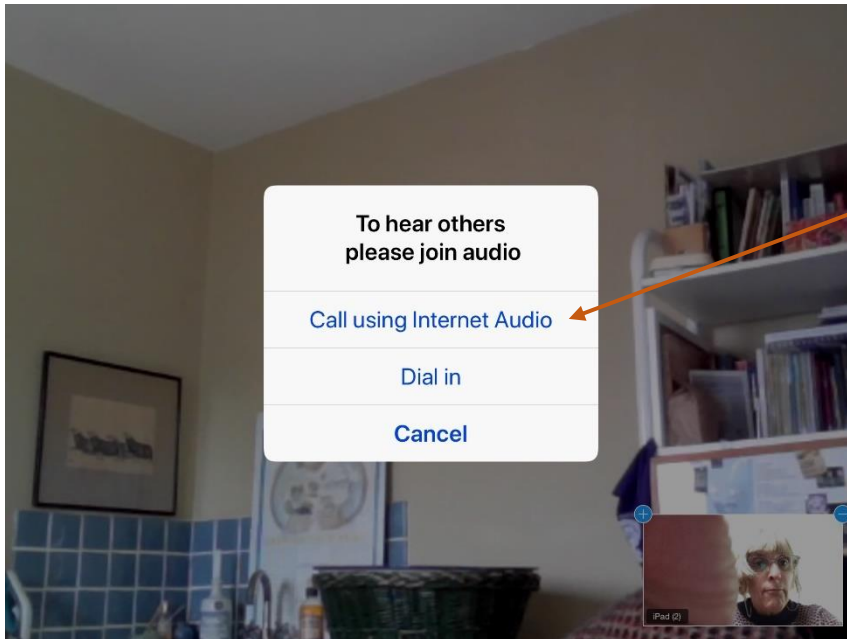 To hear others
please join audio
Call using Internet Audio
Dial in
Cancel
iPad (2)